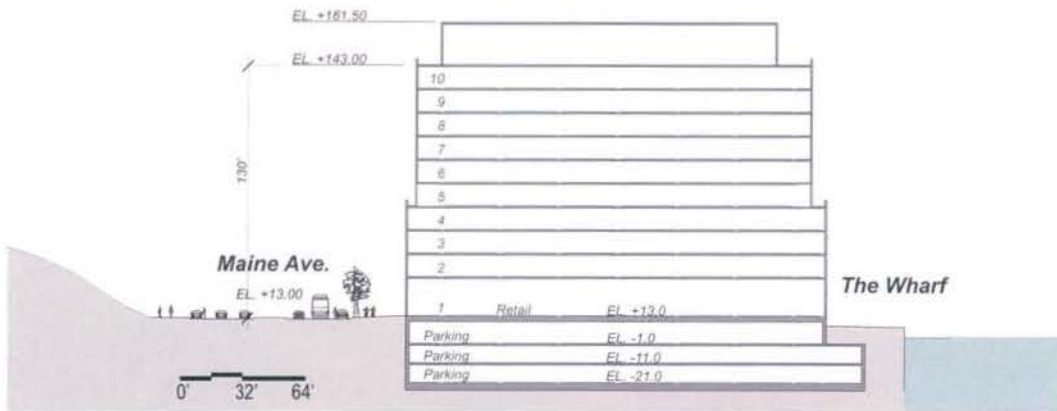 EL. +161.50
EL. +143.00
10
9
8
7
6
5
4
3
2
130'
Maine Ave.
EL. +13.00
The Wharf
1 Retail EL. +13.0
Parking EL. -1.0
Parking EL. -11.0
Parking EL. -21.0
0' 32' 64'